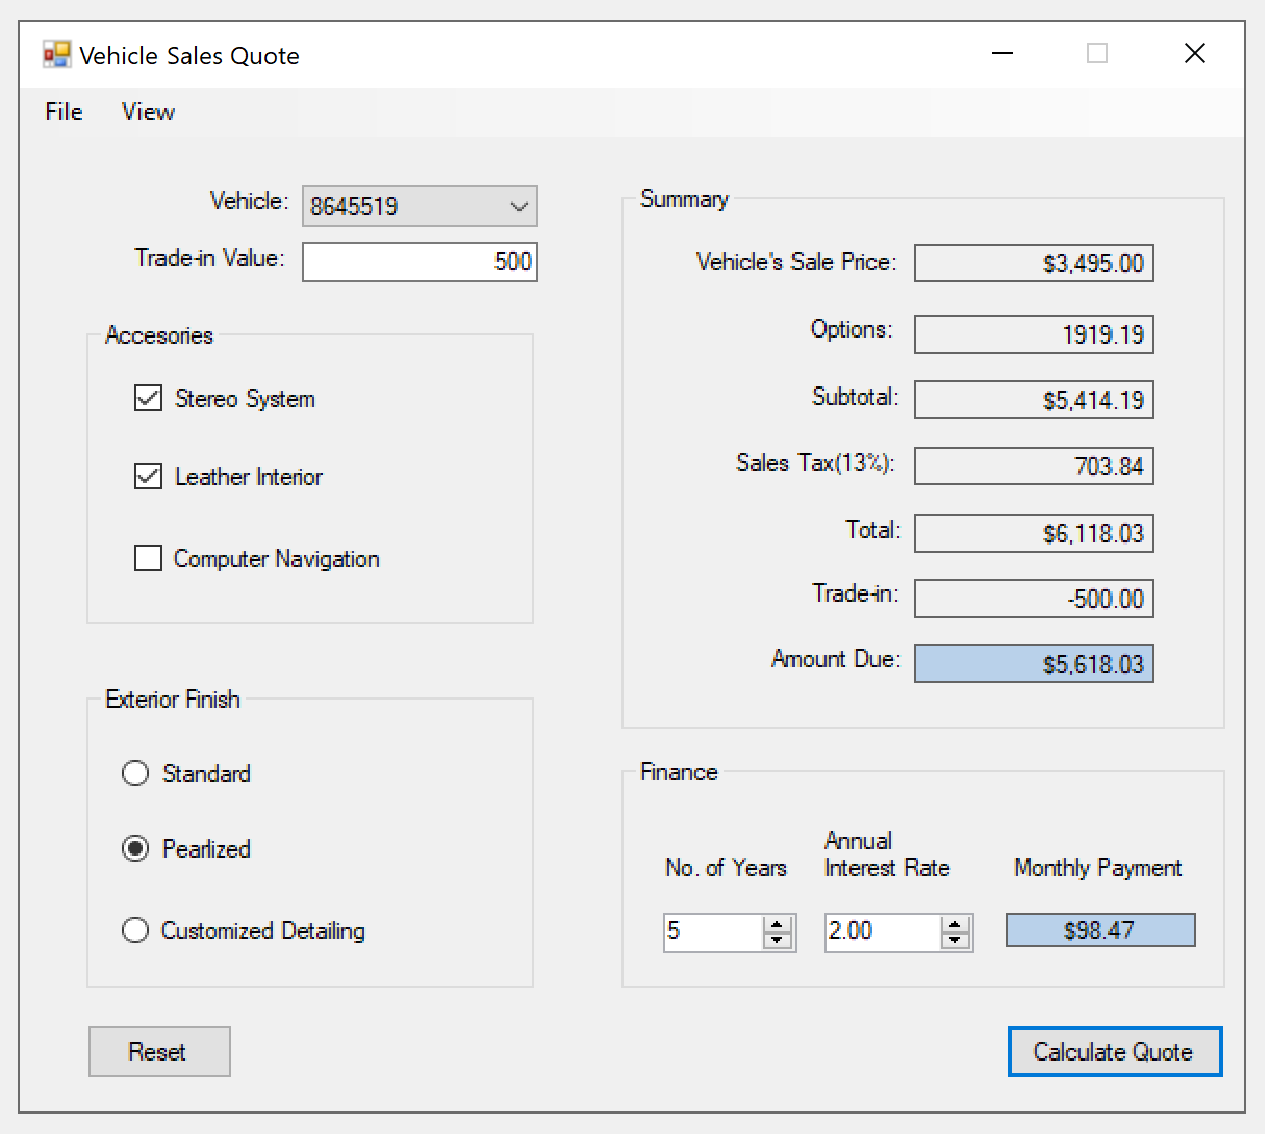 Vehicle Sales Quote
File View
Vehicle: 8645519
Trade-in Value: 500
Accesories
Stereo System
Leather Interior
Computer Navigation
Exterior Finish
Standard
Pearlized
Customized Detailing
Reset
Summary
Vehicle's Sale Price: $3,495.00
Options: 1919.19
Subtotal: $5,414.19
Sales Tax(13%): 703.84
Total: $6,118.03
Trade-in: -500.00
Amount Due: $5,618.03
Finance
No. of Years
Annual
Interest Rate
Monthly Payment
5 2.00 $98.47
Calculate Quote